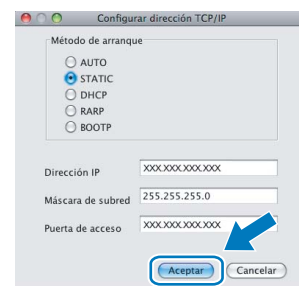 Configurar dirección TCP/IP
Método de arranque
AUTO
STATIC
DHCP
RARP
BOOTP
Dirección IP XXX.XXX.XXX.XXX
Máscara de subred 255.255.255.0
Puerta de acceso XXX.XXX.XXX.XXX
Aceptar Cancelar